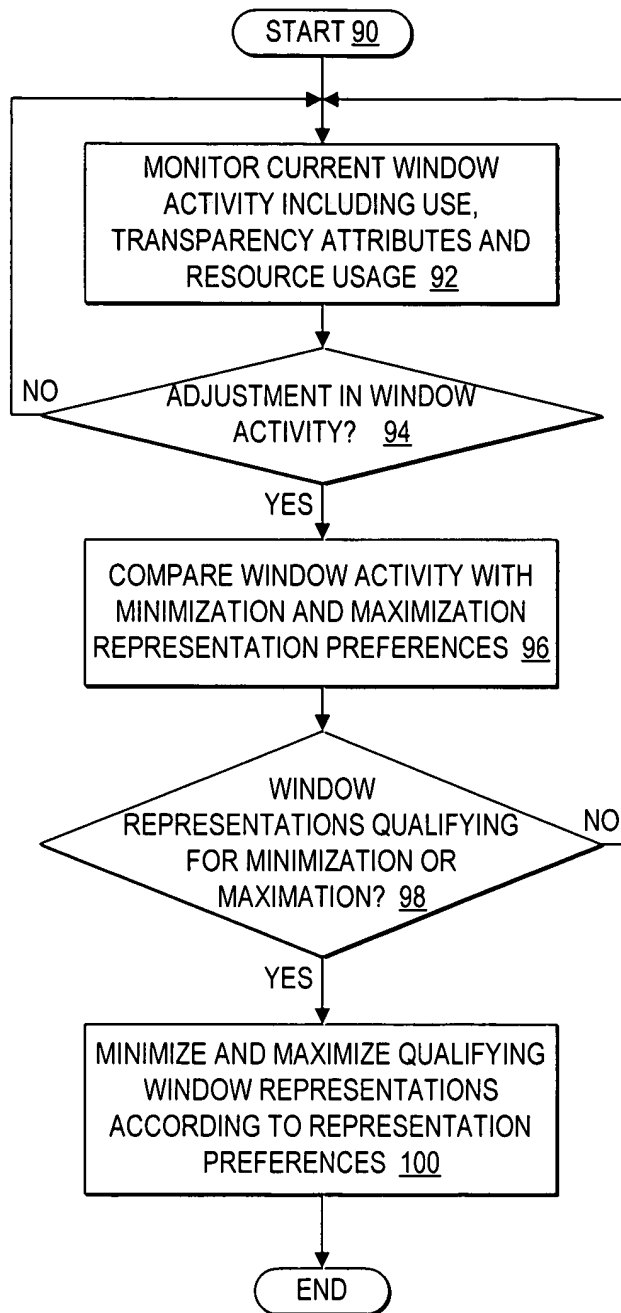 START 90
MONITOR CURRENT WINDOW
ACTIVITY INCLUDING USE,
TRANSPARENCY ATTRIBUTES AND
RESOURCE USAGE 92
NO
ADJUSTMENT IN WINDOW
ACTIVITY? 94
YES
COMPARE WINDOW ACTIVITY WITH
MINIMIZATION AND MAXIMIZATION
REPRESENTATION PREFERENCES 96
WINDOW
REPRESENTATIONS QUALIFYING
FOR MINIMIZATION OR
MAXIMATION? 98
NO
YES
MINIMIZE AND MAXIMIZE QUALIFYING
WINDOW REPRESENTATIONS
ACCORDING TO REPRESENTATION
PREFERENCES 100
END